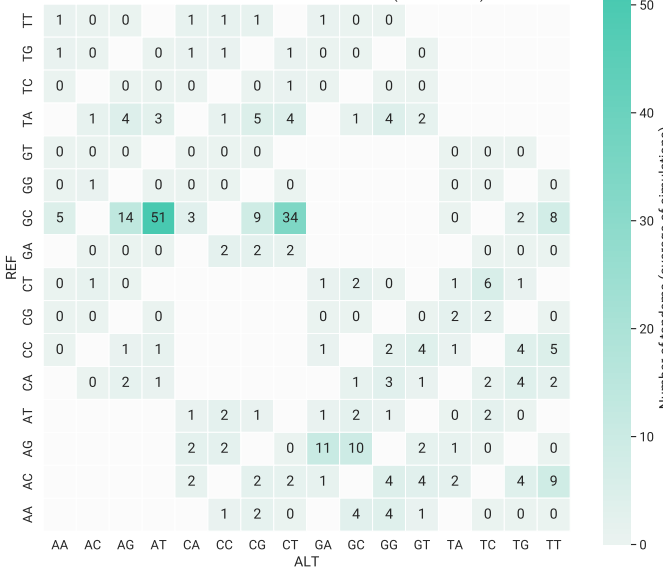 TT 1 0 0 1 1 1 1 0 0
TG 1 0 0 1 1 1 0 0 0
TC 0 0 0 0 0 1 0 0 0
TA 1 4 3 1 5 4 1 4 2
GT 0 0 0 0 0 0 0 0 0
GG 0 1 0 0 0 0 0 0 0
GC 5 14 51 3 9 34 0 2 8
GA 0 0 0 2 2 2 0 0 0
CT 0 1 0 1 2 0 1 6 1
CG 0 0 0 0 0 0 2 2 0
CC 0 1 1 1 2 4 1 4 5
CA 0 2 1 1 3 1 2 4 2
AT 1 2 1 1 2 1 0 2 0
AG 2 2 0 11 10 2 1 0 0
AC 2 2 2 1 4 4 2 4 9
AA 1 2 0 4 4 1 0 0 0
AA AC AG AT CA CC CG CT GA GC GG GT TA TC TG TT
ALT
REF
50
40
30
20
10
0